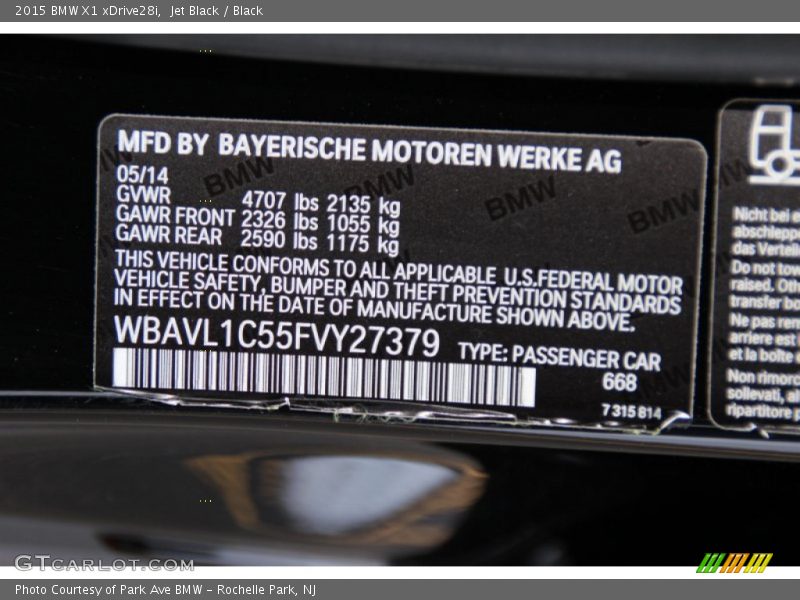 2015 BMW X1 xDrive28i,  Jet Black / Black
MFD BY BAYERISCHE MOTOREN WERKE AG
05/14
GVWR 4707 lbs 2135 kg
GAWR FRONT 2326 lbs 1055 kg
GAWR REAR 2590 lbs 1175 kg
THIS VEHICLE CONFORMS TO ALL APPLICABLE U.S.FEDERAL MOTOR
VEHICLE SAFETY, BUMPER AND THEFT PREVENTION STANDARDS
IN EFFECT ON THE DATE OF MANUFACTURE SHOWN ABOVE.
WBAVL1C55FVY27379 TYPE: PASSENGER CAR
668
7 315 814
BMW BMW BMW BMW
Nicht bei e
abschlepp
das Verteil
Do not tow
raised. Oth
transfer bo
Ne pas rem
arriere est
et la boîte
Non rimorc
sollevati, al
ripartitore p
GTcarlot.com
Photo Courtesy of Park Ave BMW - Rochelle Park, NJ